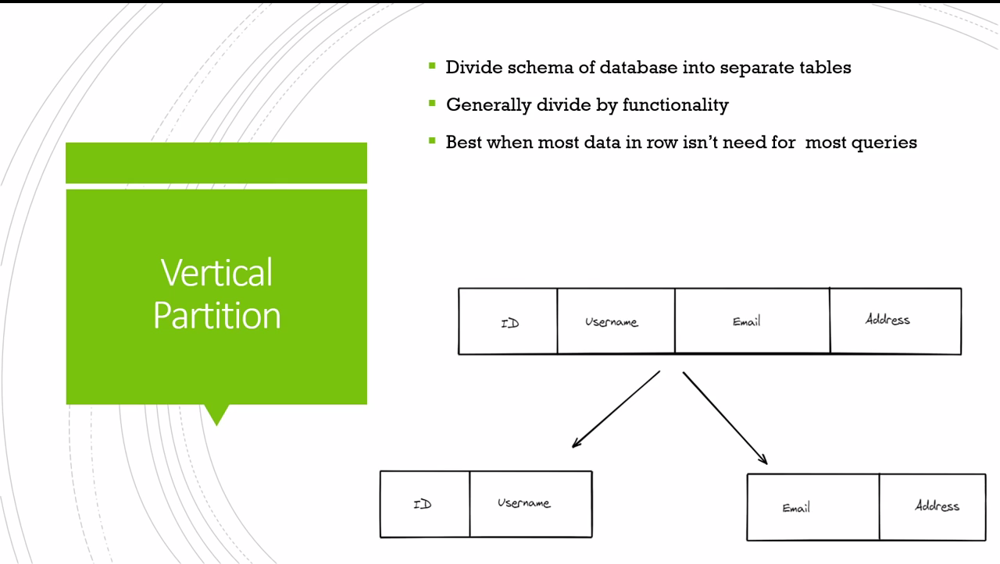 Divide schema of database into separate tables
Generally divide by functionality
Best when most data in row isn’t need for  most queries
Vertical
Partition
ID Username Email Address
ID Username
Email Address